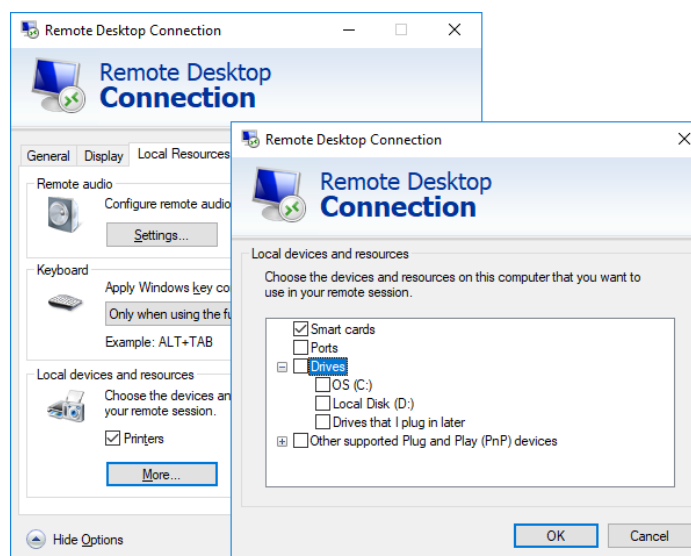 Remote Desktop Connection
Remote Desktop
Connection
General Display Local Resources
Remote audio
Configure remote audio
Settings...
Keyboard
Apply Windows key co
Only when using the fu
Example: ALT+TAB
Local devices and resources
Choose the devices an
your remote session.
Printers
More...
Hide Options
Remote Desktop Connection
Remote Desktop
Connection
Local devices and resources
Choose the devices and resources on this computer that you want to
use in your remote session.
Smart cards
Ports
Drives
OS (C:)
Local Disk (D:)
Drives that I plug in later
Other supported Plug and Play (PnP) devices
OK Cancel